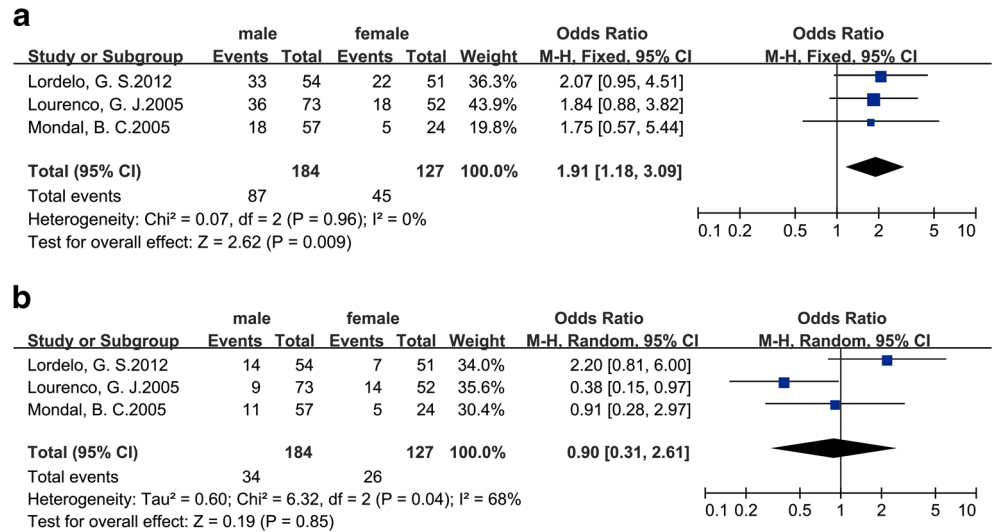 a
male female Odds Ratio Odds Ratio
Study or Subgroup Events Total Events Total Weight M-H, Fixed, 95% CI M-H, Fixed, 95% CI
Lordelo, G. S.2012 33 54 22 51 36.3% 2.07 [0.95, 4.51]
Lourenco, G. J.2005 36 73 18 52 43.9% 1.84 [0.88, 3.82]
Mondal, B. C.2005 18 57 5 24 19.8% 1.75 [0.57, 5.44]
Total (95% CI) 184 127 100.0% 1.91 [1.18, 3.09]
Total events 87 45
Heterogeneity: Chi² = 0.07, df = 2 (P = 0.96); I² = 0%
Test for overall effect: Z = 2.62 (P = 0.009)
0.1 0.2 0.5 1 2 5 10
b
male female Odds Ratio Odds Ratio
Study or Subgroup Events Total Events Total Weight M-H, Random, 95% CI M-H, Random, 95% CI
Lordelo, G. S.2012 14 54 7 51 34.0% 2.20 [0.81, 6.00]
Lourenco, G. J.2005 9 73 14 52 35.6% 0.38 [0.15, 0.97]
Mondal, B. C.2005 11 57 5 24 30.4% 0.91 [0.28, 2.97]
Total (95% CI) 184 127 100.0% 0.90 [0.31, 2.61]
Total events 34 26
Heterogeneity: Tau² = 0.60; Chi² = 6.32, df = 2 (P = 0.04); I² = 68%
Test for overall effect: Z = 0.19 (P = 0.85)
0.1 0.2 0.5 1 2 5 10